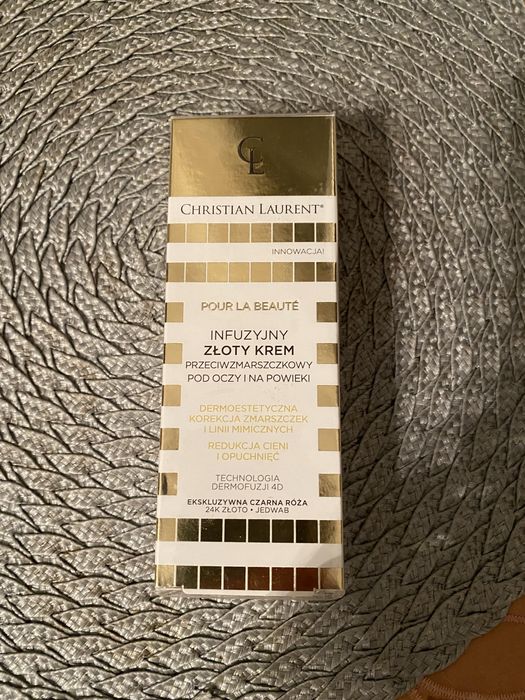 CL
CHRISTIAN LAURENT®
INNOWACJA!
POUR LA BEAUTÉ
INFUZYJNY
ZŁOTY KREM
PRZECIWZMARSZCZKOWY
POD OCZY I NA POWIEKI
DERMOESTETYCZNA
KOREKCJA ZMARSZCZEK
I LINII MIMICZNYCH
REDUKCJA CIENI
I OPUCHNIĘĆ
TECHNOLOGIA
DERMOFUZJI 4D
EKSKLUZYWNA CZARNA RÓŻA
24K ZŁOTO • JEDWAB